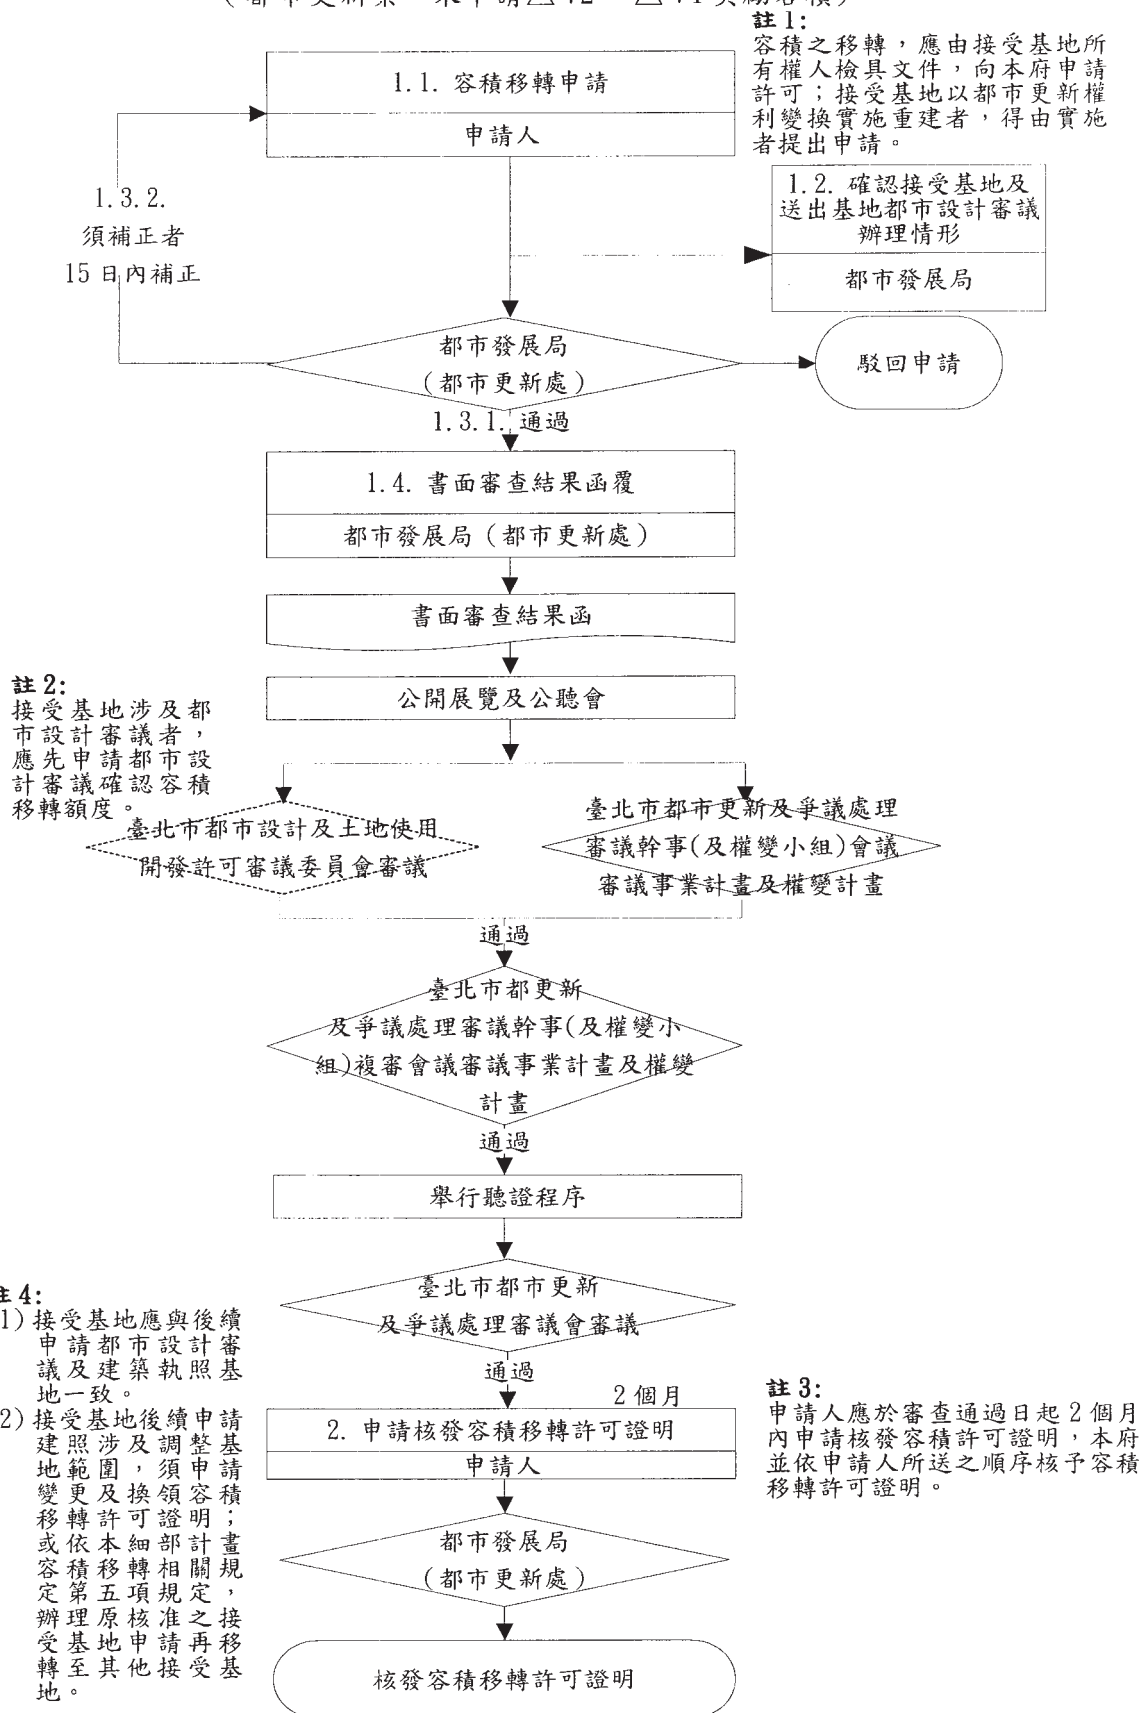 註1:
容積之移轉，應由接受基地所
有權人檢具文件，向本府申請
許可；接受基地以都市更新權
利變換實施重建者，得由實施
者提出申請。
1.1. 容積移轉申請
申請人
1.2. 確認接受基地及
送出基地都市設計審議
辦理情形
都市發展局
1.3.2.
須補正者
15日內補正
都市發展局
（都市更新處）
駁回申請
1.3.1. 通過
1.4. 書面審查結果函覆
都市發展局（都市更新處）
書面審查結果函
公開展覽及公聽會
註2:
接受基地涉及都
市設計審議者，
應先申請都市設
計審議確認容積
移轉額度。
臺北市都市設計及土地使用
開發許可審議委員會審議
臺北市都市更新及爭議處理
審議幹事(及權變小組)會議
審議事業計畫及權變計畫
通過
臺北市都更新
及爭議處理審議幹事(及權變小
組)複審會議審議事業計畫及權變
計畫
通過
舉行聽證程序
臺北市都市更新
及爭議處理審議會審議
通過
2個月
2. 申請核發容積移轉許可證明
申請人
註3:
申請人應於審查通過日起2個月
內申請核發容積許可證明，本府
並依申請人所送之順序核予容積
移轉許可證明。
註4:
1)接受基地應與後續
申請都市設計審
議及建築執照基
地一致。
2)接受基地後續申請
建照涉及調整基
地範圍，須申請
變更及換領容積
移轉許可證明；
或依本細部計畫
容積移轉相關規
定第五項規定，
辦理原核准之接
受基地申請再移
轉至其他接受基
地。
都市發展局
（都市更新處）
核發容積移轉許可證明